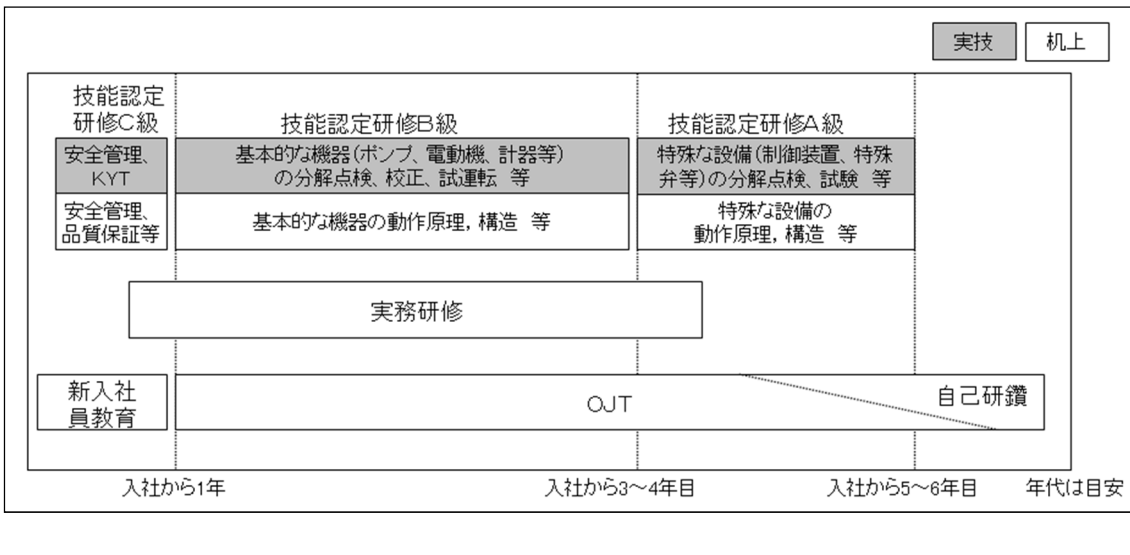 実技
机上
技能認定
研修C級
技能認定研修B級
技能認定研修A級
安全管理、
KYT
基本的な機器(ポンプ、電動機、計器等)
の分解点検、校正、試運転 等
特殊な設備(制御装置、特殊
弁等)の分解点検、試験 等
安全管理、
品質保証等
基本的な機器の動作原理,構造 等
特殊な設備の
動作原理,構造 等
実務研修
新入社
員教育
OJT
自己研鑽
入社から1年
入社から3~4年目
入社から5~6年目
年代は目安